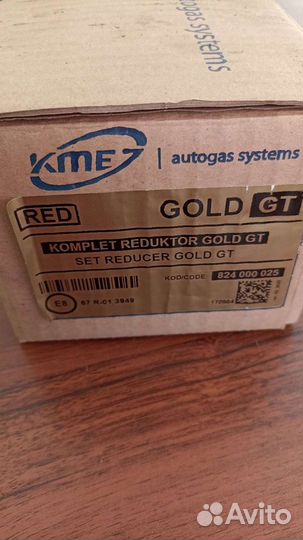 KME
autogas systems
autogas systems
RED
GOLD GT
KOMPLET REDUKTOR GOLD GT
SET REDUCER GOLD GT
KOD/CODE: 824 000 025
E8 67 R-01 3949
Avito